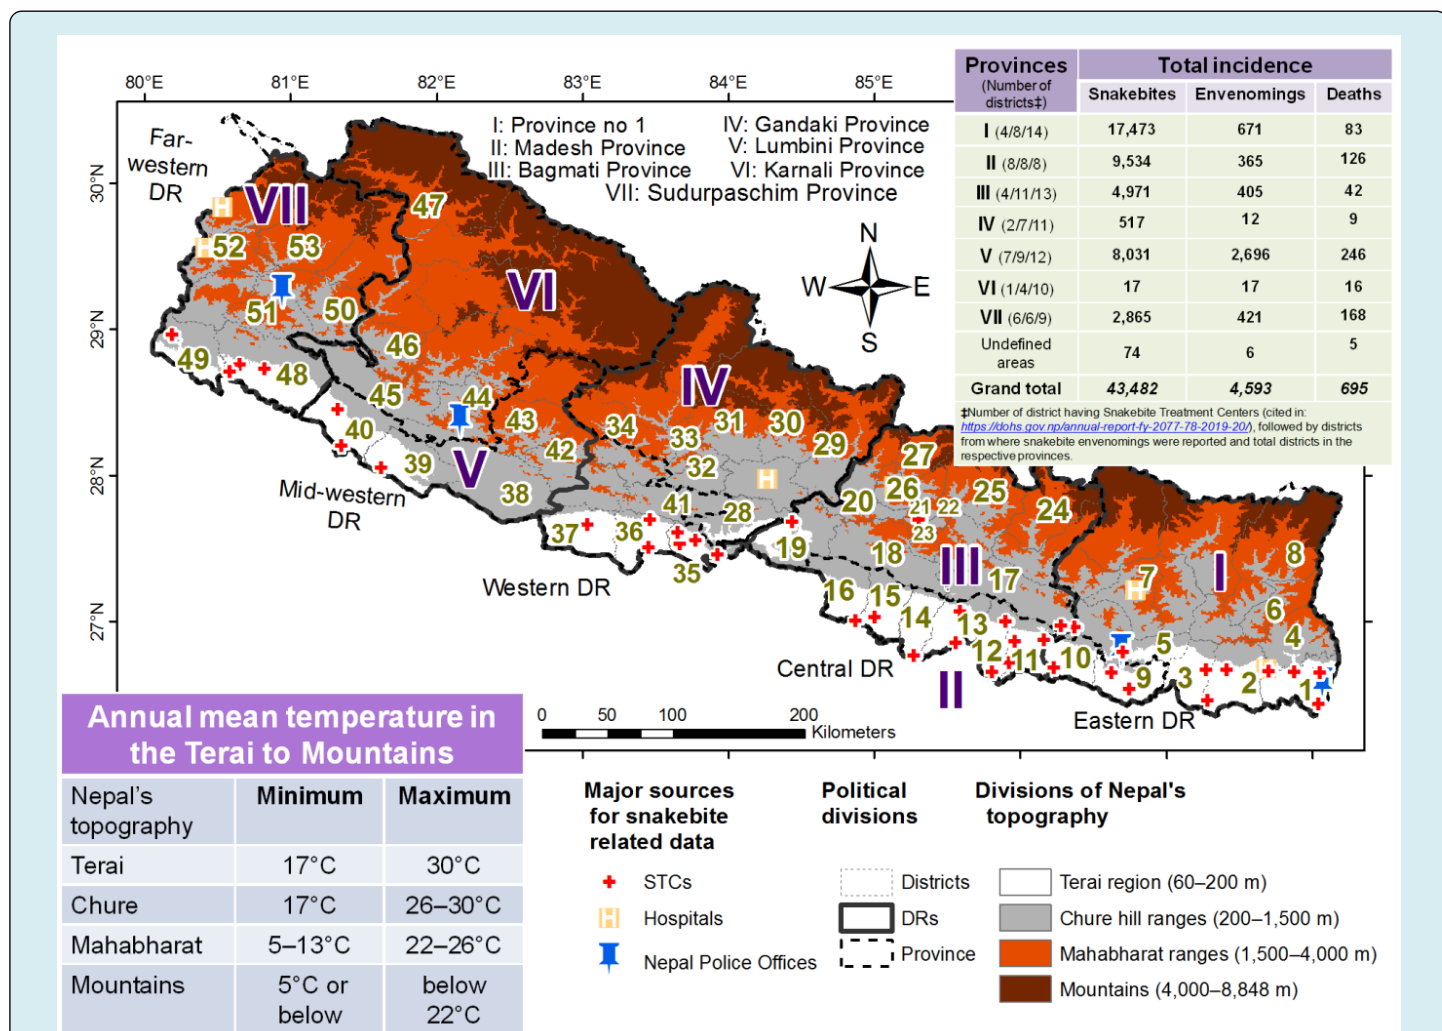 80°E 81°E 82°E 83°E 84°E 85°E
30°N
29°N
28°N
27°N
Far-
western
DR
I: Province no 1
II: Madesh Province
III: Bagmati Province
IV: Gandaki Province
V: Lumbini Province
VI: Karnali Province
VII: Sudurpaschim Province
N
W E
S
Provinces Total incidence
(Number of
districts‡) Snakebites Envenomings Deaths
I (4/8/14) 17,473 671 83
II (8/8/8) 9,534 365 126
III (4/11/13) 4,971 405 42
IV (2/7/11) 517 12 9
V (7/9/12) 8,031 2,696 246
VI (1/4/10) 17 17 16
VII (6/6/9) 2,865 421 168
Undefined
areas 74 6 5
Grand total 43,482 4,593 695
‡Number of district having Snakebite Treatment Centers (cited in:
https://dohs.gov.np/annual-report-fy-2077-78-2019-20/), followed by districts
from where snakebite envenomings were reported and total districts in the
respective provinces.
VII
47
H
H 52 53
VI
51 50
49 48
46
45 44
IV
43 34 31 30
33 29
40 42
39 V 32 H
38 41 28
27
26 25
20 21 22 24
23
37 36
35
19 18 III 17
16 15 14 13
12 11 10
II
8
7 I
H
6
5 4
9 3 2 1
H
Mid-western
DR
Western DR
Central DR
Eastern DR
0 50 100 200
Kilometers
Annual mean temperature in
the Terai to Mountains
Nepal's
topography Minimum Maximum
Terai 17°C 30°C
Chure 17°C 26–30°C
Mahabharat 5–13°C 22–26°C
Mountains 5°C or
below below
22°C
Major sources
for snakebite
related data
STCs
H Hospitals
Nepal Police Offices
Political
divisions
Districts
DRs
Province
Divisions of Nepal's
topography
Terai region (60–200 m)
Chure hill ranges (200–1,500 m)
Mahabharat ranges (1,500–4,000 m)
Mountains (4,000–8,848 m)